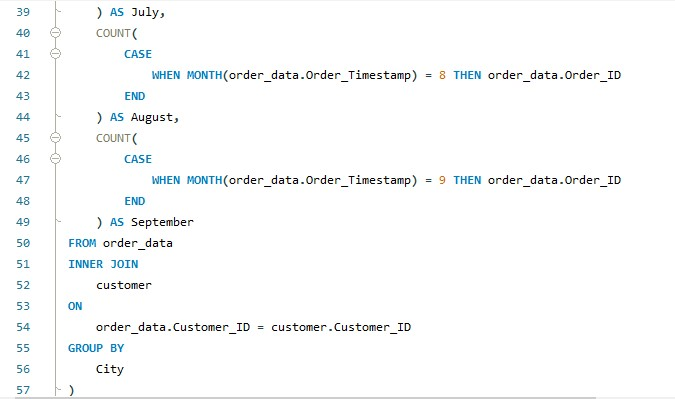 39 ) AS July,
40 COUNT(
41 CASE
42 WHEN MONTH(order_data.Order_Timestamp) = 8 THEN order_data.Order_ID
43 END
44 ) AS August,
45 COUNT(
46 CASE
47 WHEN MONTH(order_data.Order_Timestamp) = 9 THEN order_data.Order_ID
48 END
49 ) AS September
50 FROM order_data
51 INNER JOIN
52 customer
53 ON
54 order_data.Customer_ID = customer.Customer_ID
55 GROUP BY
56 City
57 )